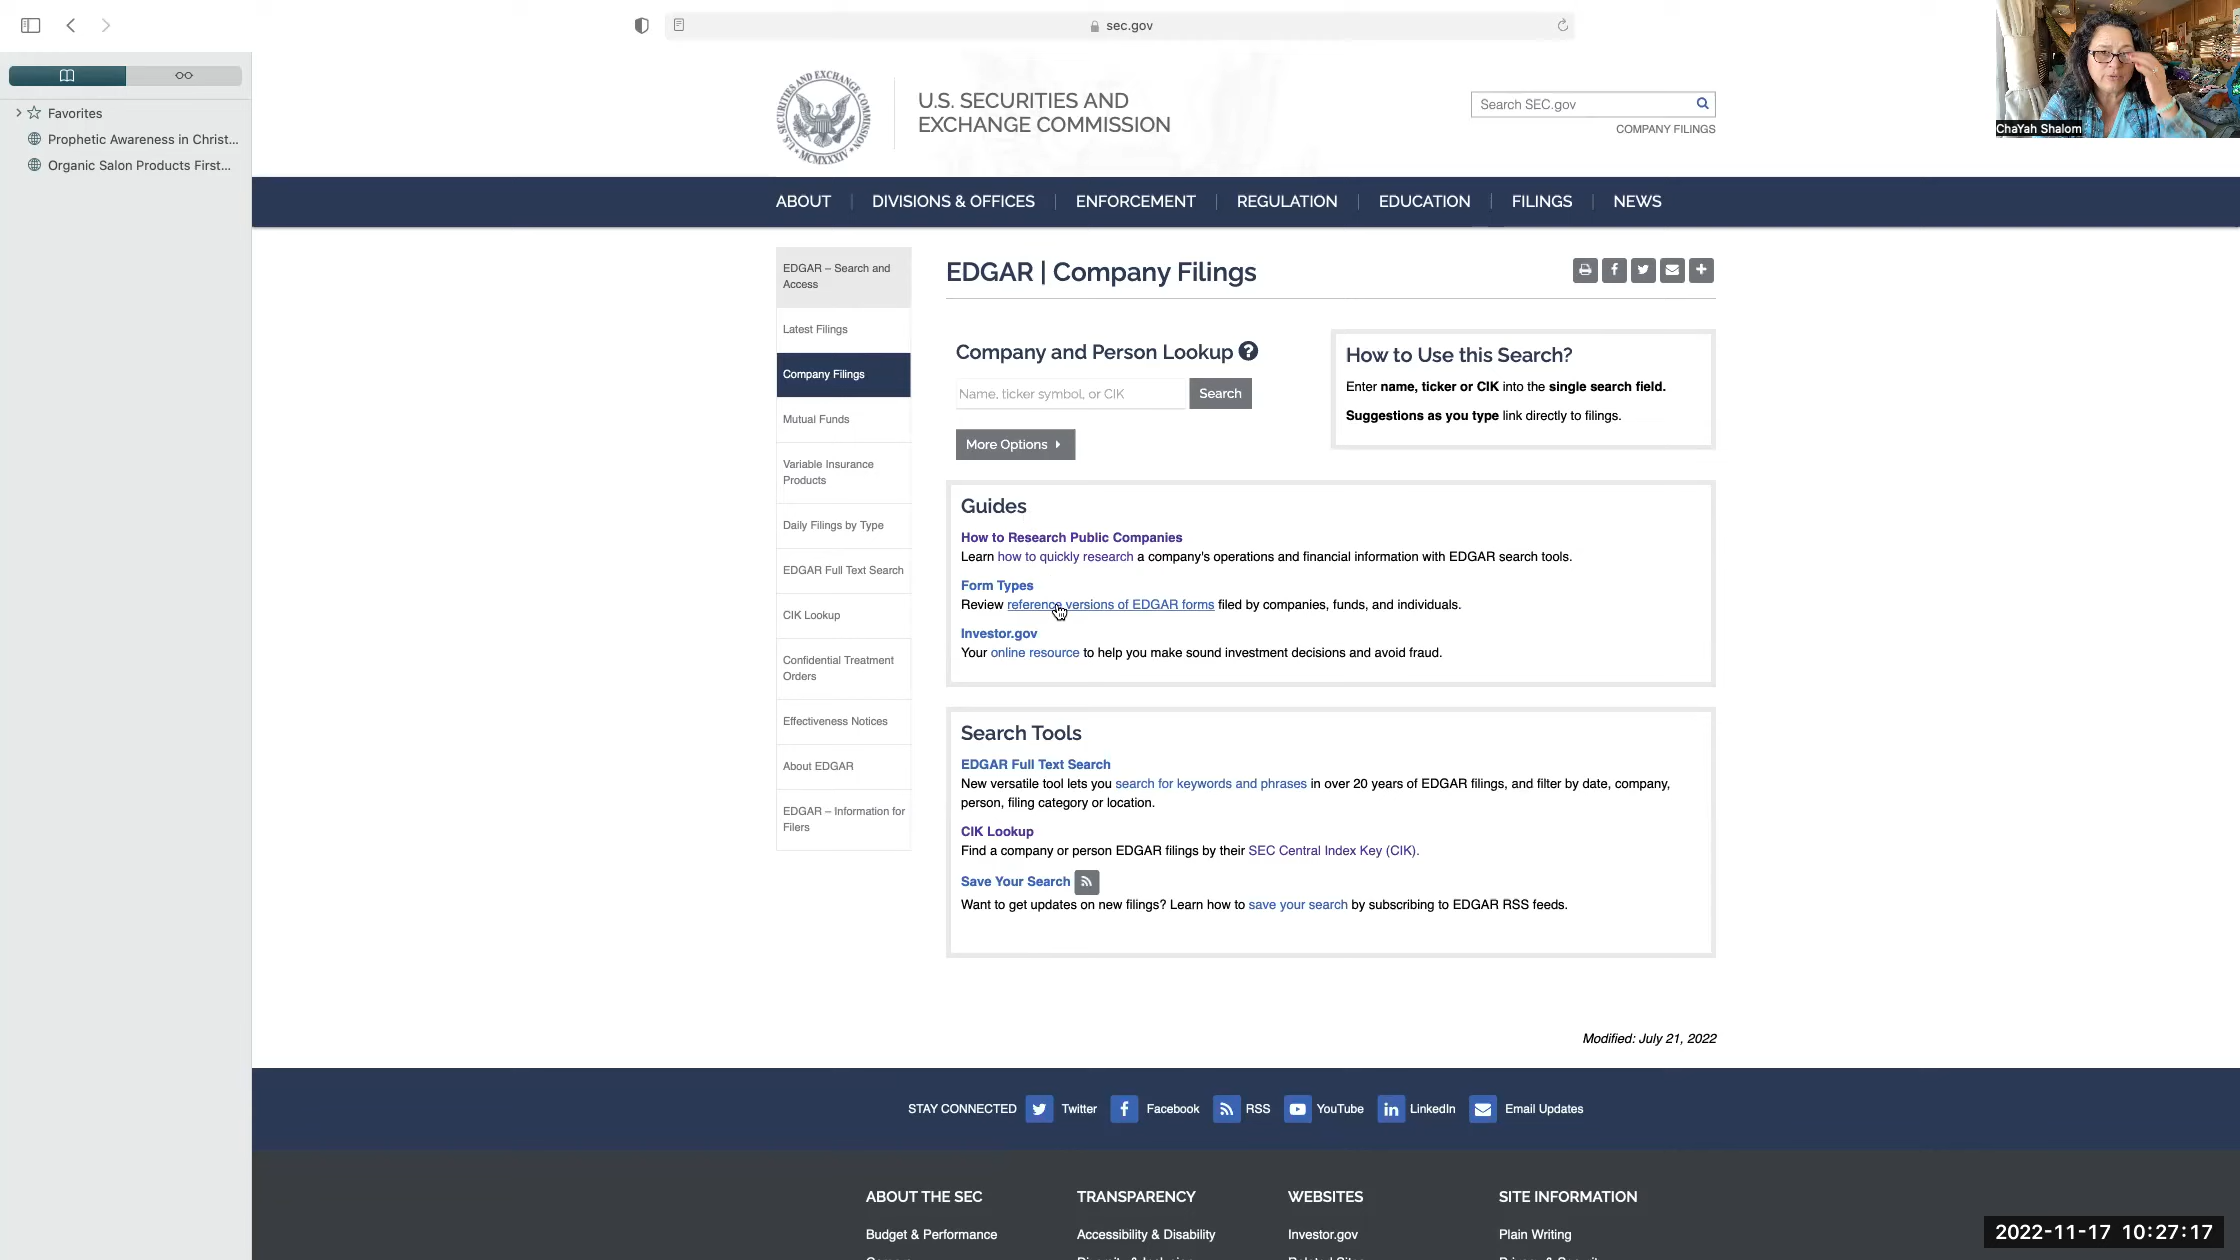 sec.gov
Favorites
Prophetic Awareness in Christ...
Organic Salon Products First...
SECURITIES AND EXCHANGE COMMISSION
MCMXXXIV
U.S. SECURITIES AND
EXCHANGE COMMISSION
Search SEC.gov
COMPANY FILINGS
ChaYah Shalom
ABOUT
DIVISIONS & OFFICES
ENFORCEMENT
REGULATION
EDUCATION
FILINGS
NEWS
EDGAR – Search and
Access
Latest Filings
Company Filings
Mutual Funds
Variable Insurance
Products
Daily Filings by Type
EDGAR Full Text Search
CIK Lookup
Confidential Treatment
Orders
Effectiveness Notices
About EDGAR
EDGAR – Information for
Filers
EDGAR | Company Filings
Company and Person Lookup
Name, ticker symbol, or CIK
Search
More Options
How to Use this Search?
Enter name, ticker or CIK into the single search field.
Suggestions as you type link directly to filings.
Guides
How to Research Public Companies
Learn how to quickly research a company's operations and financial information with EDGAR search tools.
Form Types
Review reference versions of EDGAR forms filed by companies, funds, and individuals.
Investor.gov
Your online resource to help you make sound investment decisions and avoid fraud.
Search Tools
EDGAR Full Text Search
New versatile tool lets you search for keywords and phrases in over 20 years of EDGAR filings, and filter by date, company,
person, filing category or location.
CIK Lookup
Find a company or person EDGAR filings by their SEC Central Index Key (CIK).
Save Your Search
Want to get updates on new filings? Learn how to save your search by subscribing to EDGAR RSS feeds.
Modified: July 21, 2022
STAY CONNECTED
Twitter
Facebook
RSS
YouTube
LinkedIn
Email Updates
ABOUT THE SEC
TRANSPARENCY
WEBSITES
SITE INFORMATION
Budget & Performance
Accessibility & Disability
Investor.gov
Plain Writing
2022-11-17 10:27:17